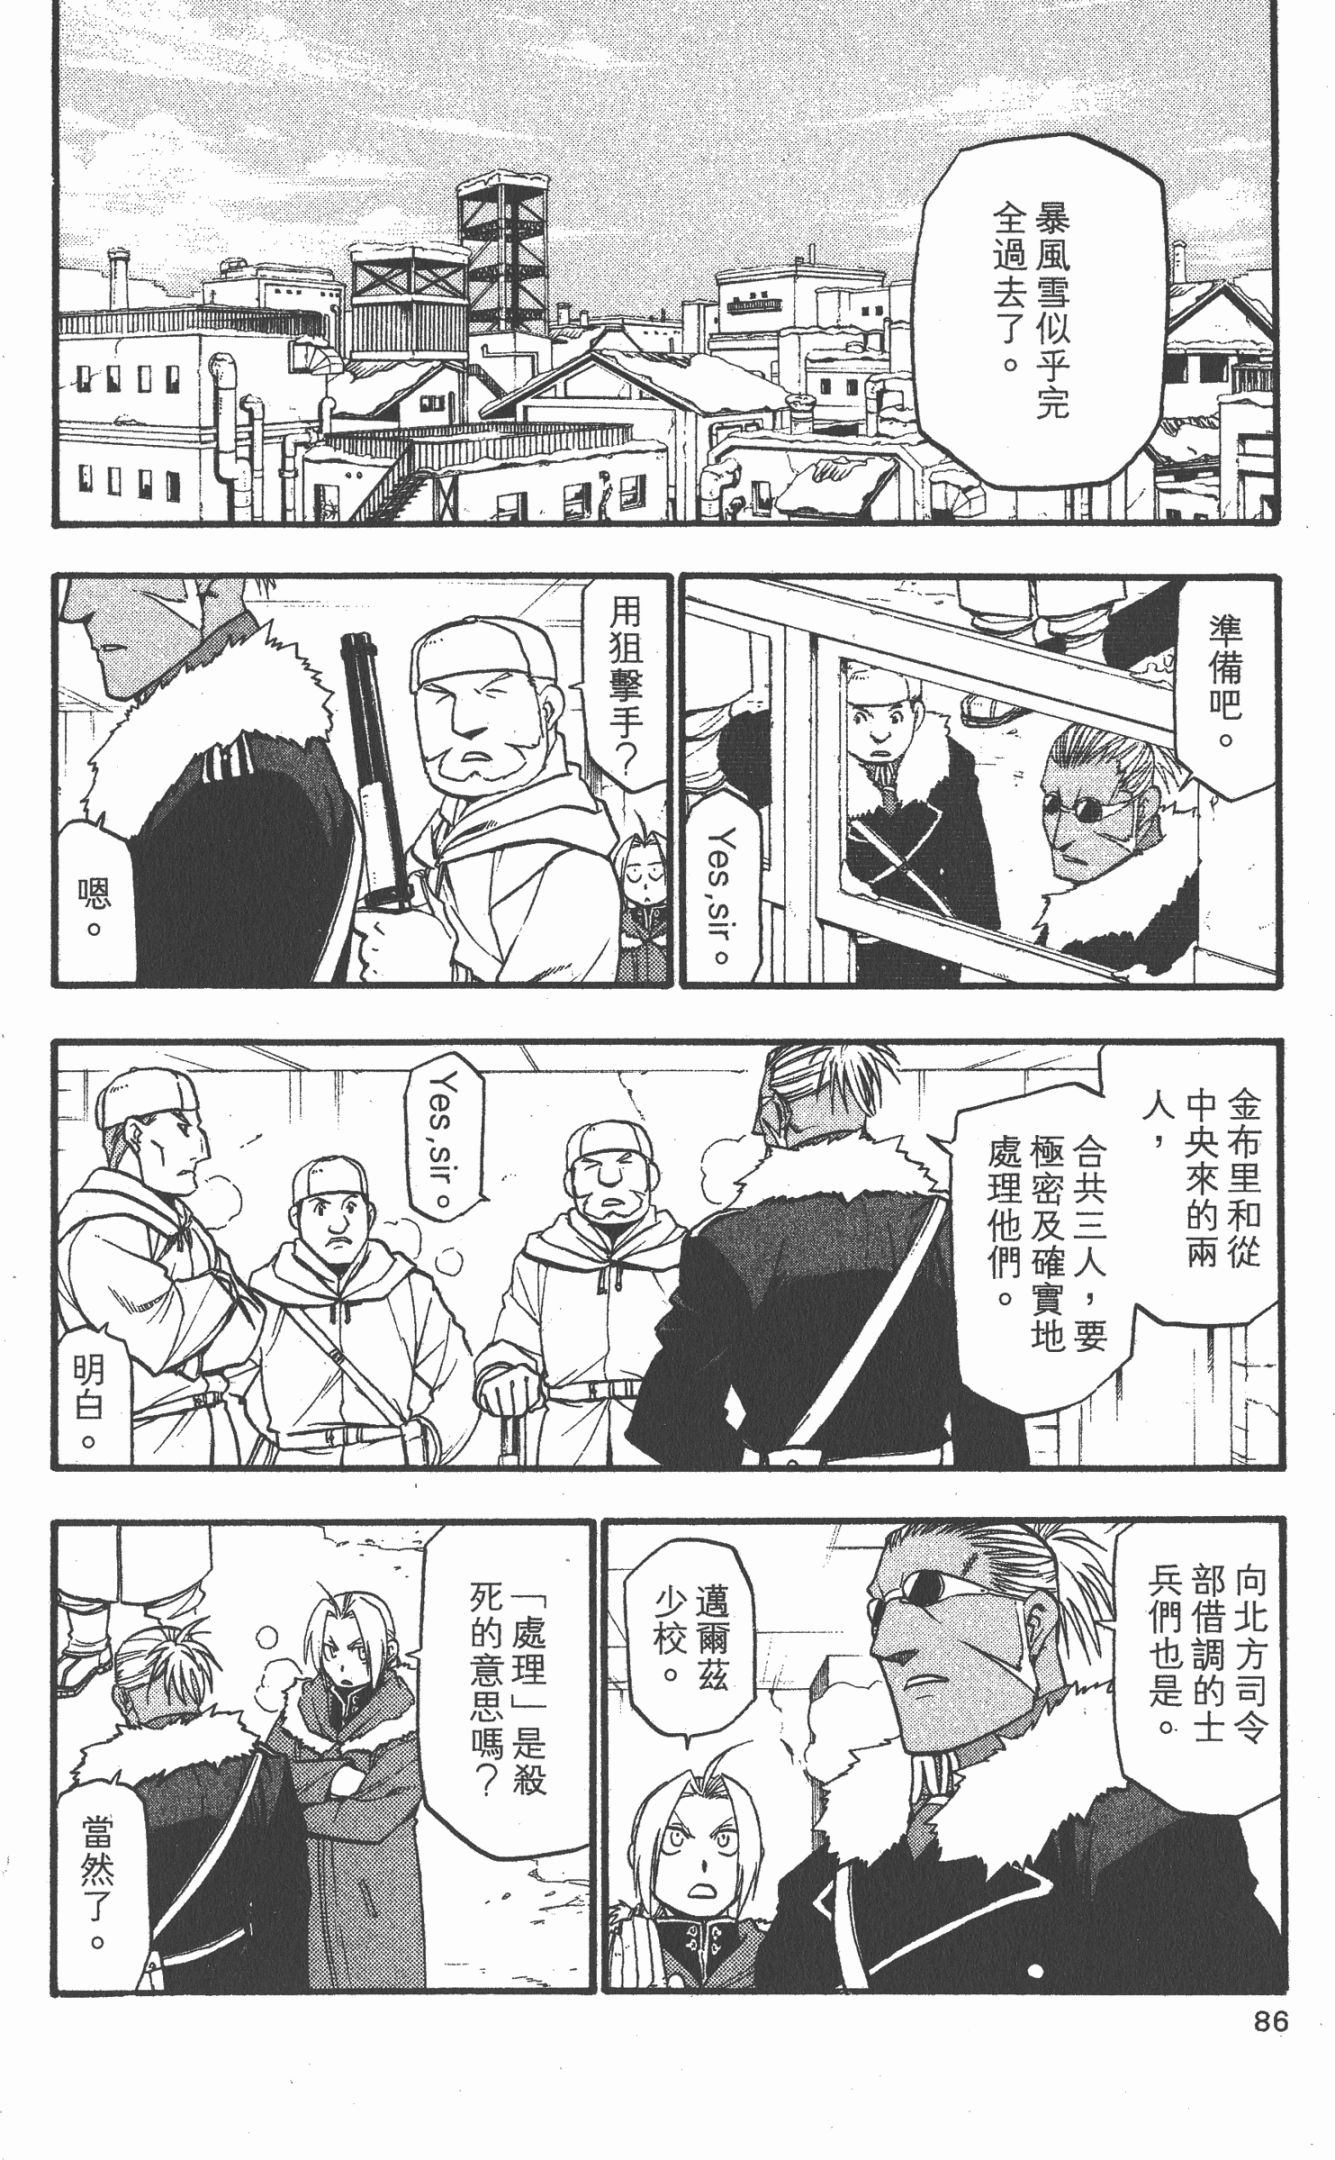 暴風雪似乎完
全過去了。
準備吧。
Yes,sir。
用狙擊手?
嗯。
金布里和從
中央來的兩
人，
合共三人，要
極密及確實地
處理他們。
Yes,sir。
明白。
向北方司令
部借調的士
兵們也是。
邁爾茲
少校。
「處理」是殺
死的意思嗎?
當然了。
86